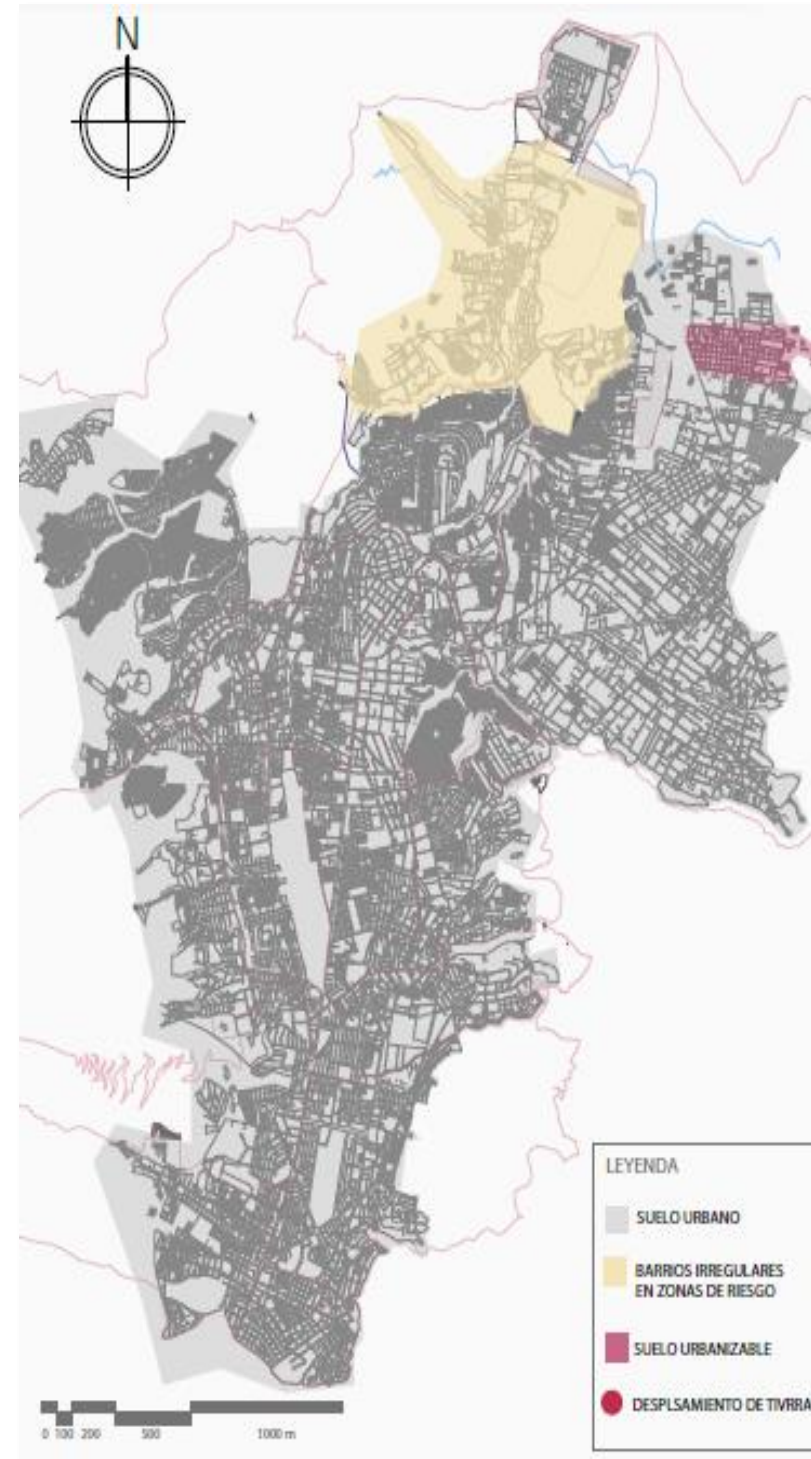 N
LEYENDA
SUELO URBANO
BARRIOS IRREGULARES
EN ZONAS DE RIESGO
SUELO URBANIZABLE
DESPLSAMIENTO DE TIVRRA
0 100 200 500 1000 m